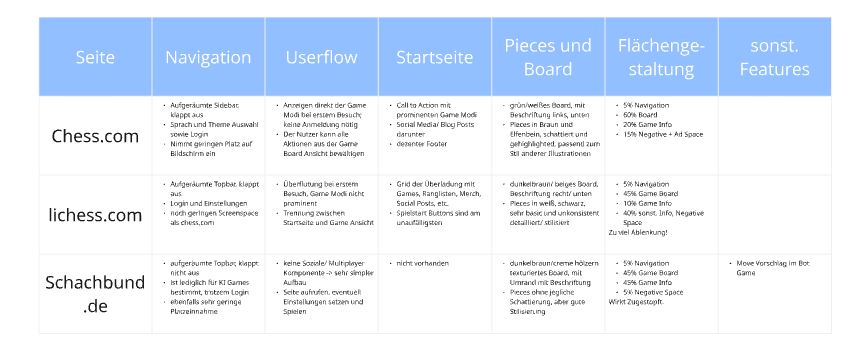 Seite
Navigation
Userflow
Startseite
Pieces und
Board
Flächenge-
staltung
sonst.
Features
Chess.com
• Aufgeräumte Sidebar,
klappt aus
• Sprach und Theme Auswahl
sowie Login
• Nimmt geringen Platz auf
Bildschirm ein
• Anzeigen direkt der Game
Modi bei erstem Besuch;
keine Anmeldung nötig
• Der Nutzer kann alle
Aktionen aus der Game
Board Ansicht bewältigen
• Call to Action mit
prominenten Game Modi
• Social Media/ Blog Posts
darunter
• dezenter Footer
• grün/weißes Board, mit
Beschriftung links, unten
• Pieces in Braun und
Elfenbein, schattiert und
gehighlighted, passend zum
Stil anderer Illustrationen
• 5% Navigation
• 60% Board
• 20% Game Info
• 15% Negative + Ad Space
lichess.com
• Aufgeräumte Topbar, klappt
aus
• Login und Einstellungen
• noch geringen Screenspace
als chess.com
• Überflutung bei erstem
Besuch, Game Modi nicht
prominent
• Trennung zwischen
Startseite und Game Ansicht
• Grid der Überladung mit
Games, Ranglisten, Merch,
Social Posts, etc.
• Spielstart Buttons sind am
unauffälligsten
• dunkelbraun/ beiges Board,
Beschriftung recht/ unten
• Pieces in weiß, schwarz,
sehr basic und unkonsistent
detailliert/ stilisiert
• 5% Navigation
• 45% Game Board
• 10% Game Info
• 40% sonst. Info, Negative
Space
Zu viel Ablenkung!
Schachbund
.de
• aufgeräumte Topbar, klappt
nicht aus
• ist lediglich für KI Games
bestimmt, trotzem Login
• ebenfalls sehr geringe
Platzeinnahme
• keine Soziale/ Multiplayer
Komponente -> sehr simpler
Aufbau
• Seite aufrufen, eventuell
Einstellungen setzen und
Spielen
• nicht vorhanden
• dunkelbraun/creme hölzern
texturiertes Board, mit
Umrand mit Beschriftung
• Pieces ohne jegliche
Schattierung, aber gute
Stilisierung
• 5% Navigation
• 45% Game Board
• 45% Game Info
• 5% Negative Space
Wirkt Zugestopft.
• Move Vorschlag im Bot
Game